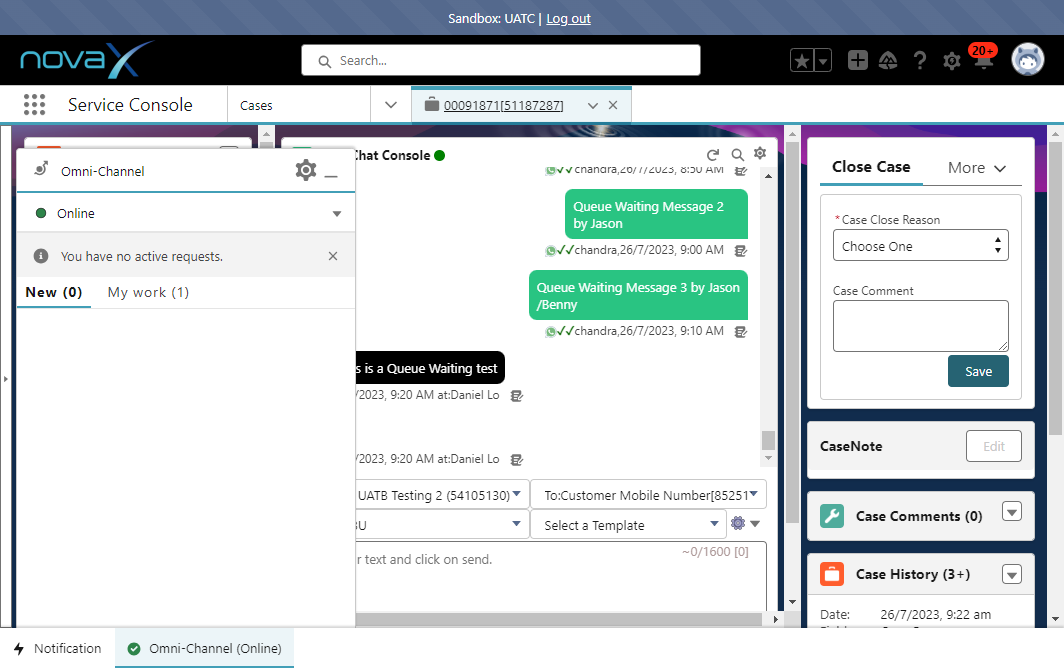 Sandbox: UATC | Log out
novaX
Search...
20+
Service Console
Cases
00091871[51187287]
Omni-Channel
Online
You have no active requests.
New (0)
My work (1)
Chat Console
chandra,26/7/2023, 8:50 AM
Queue Waiting Message 2
by Jason
chandra,26/7/2023, 9:00 AM
Queue Waiting Message 3 by Jason
/Benny
chandra,26/7/2023, 9:10 AM
s is a Queue Waiting test
/2023, 9:20 AM at:Daniel Lo
/2023, 9:20 AM at:Daniel Lo
UATB Testing 2 (54105130)
To:Customer Mobile Number[85251
Select a Template
r text and click on send.
~0/1600 [0]
Close Case
More
*Case Close Reason
Choose One
Case Comment
Save
CaseNote
Edit
Case Comments (0)
Case History (3+)
Date:
26/7/2023, 9:22 am
Notification
Omni-Channel (Online)